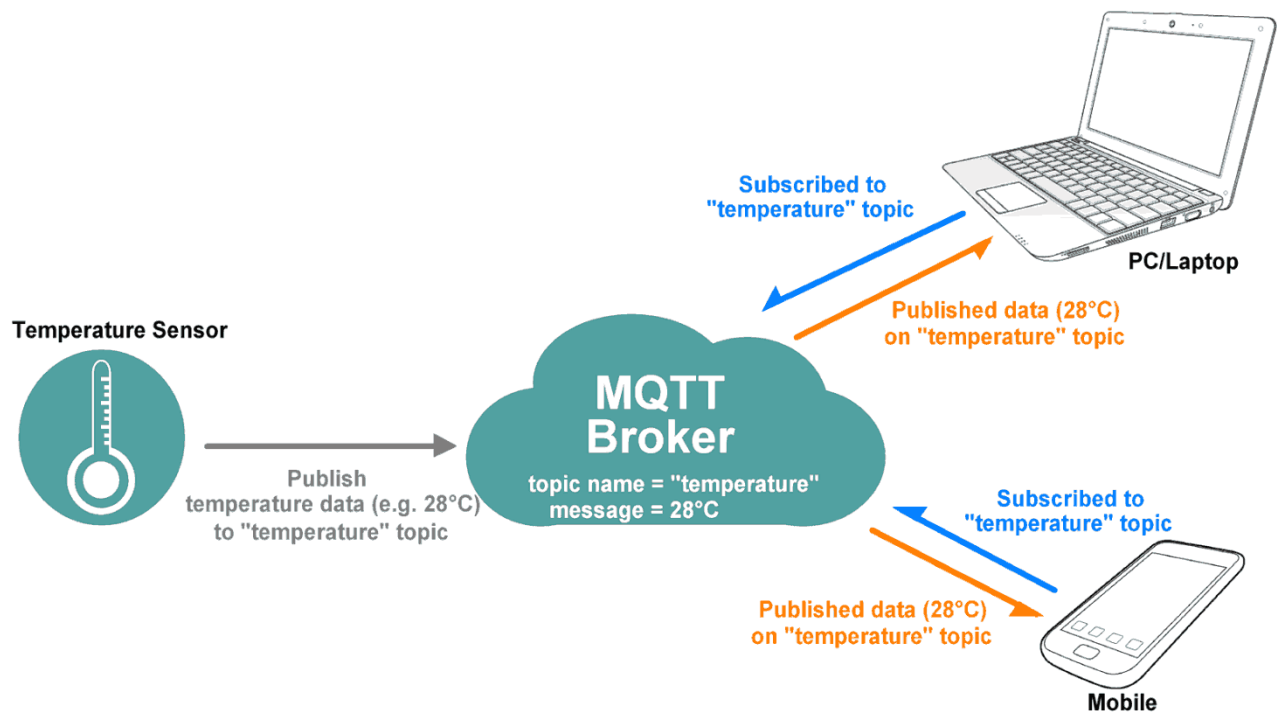 Subscribed to
"temperature" topic
PC/Laptop
Published data (28°C)
on "temperature" topic
Temperature Sensor
MQTT
Broker
topic name = "temperature"
message = 28°C
Publish
temperature data (e.g. 28°C)
to "temperature" topic
Subscribed to
"temperature" topic
Published data (28°C)
on "temperature" topic
Mobile